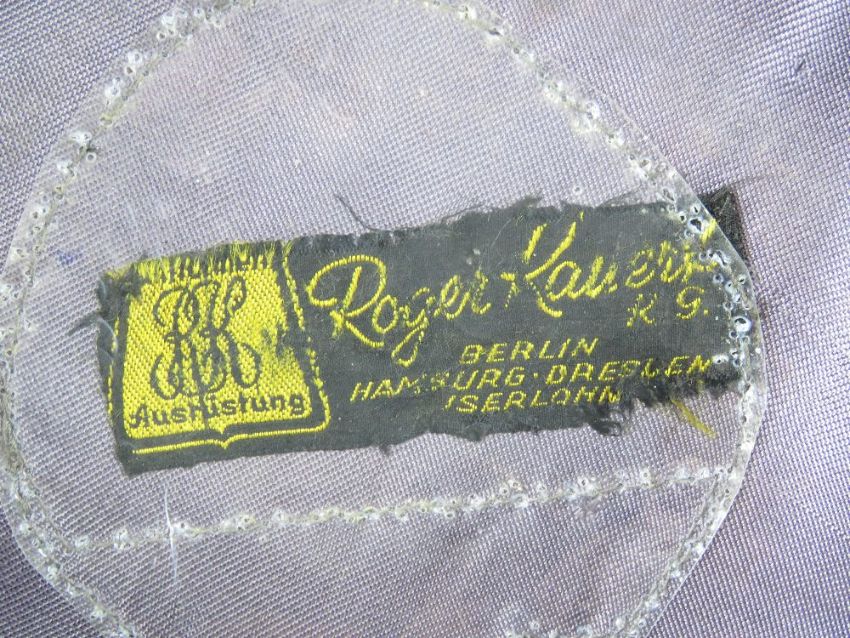 RK
Ausrüstung
Roger Kauert
K G.
BERLIN
HAMBURG · DRESDEN
ISERLOHN